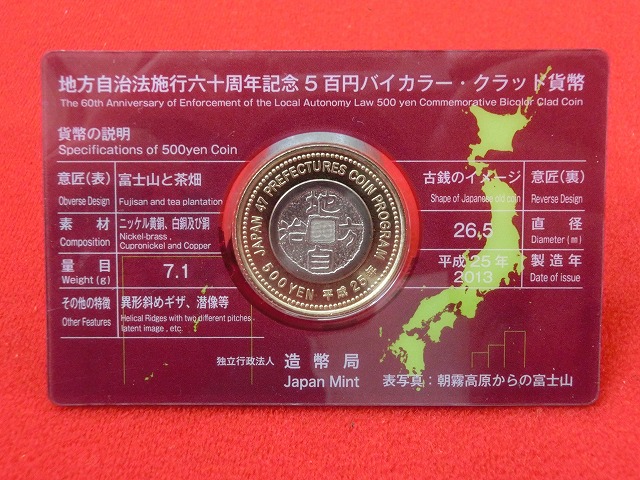 地方自治法施行六十周年記念5百円バイカラー・クラッド貨幣
The 60th Anniversary of Enforcement of the Local Autonomy Law 500 yen Commemorative Bicolor Clad Coin
貨幣の説明
Specifications of 500yen Coin
意匠(表) 富士山と茶畑
Obverse Design Fujisan and tea plantation
素材 ニッケル黄銅、白銅及び銅
Composition Nickel-brass, Cupronickel and Copper
量目 7.1
Weight (g)
その他の特徴 異形斜めギザ、潜像等
Other Features Helical Ridges with two different pitches, latent image, etc.
JAPAN 47 PREFECTURES COIN PROGRAM
地方自治
500YEN 平成25年
古銭のイメージ 意匠(裏)
Shape of Japanese old coin Reverse Design
26.5 直径
Diameter (㎜)
平成25年 製造年
2013 Date of issue
独立行政法人 造幣局
Japan Mint
表写真：朝霧高原からの富士山